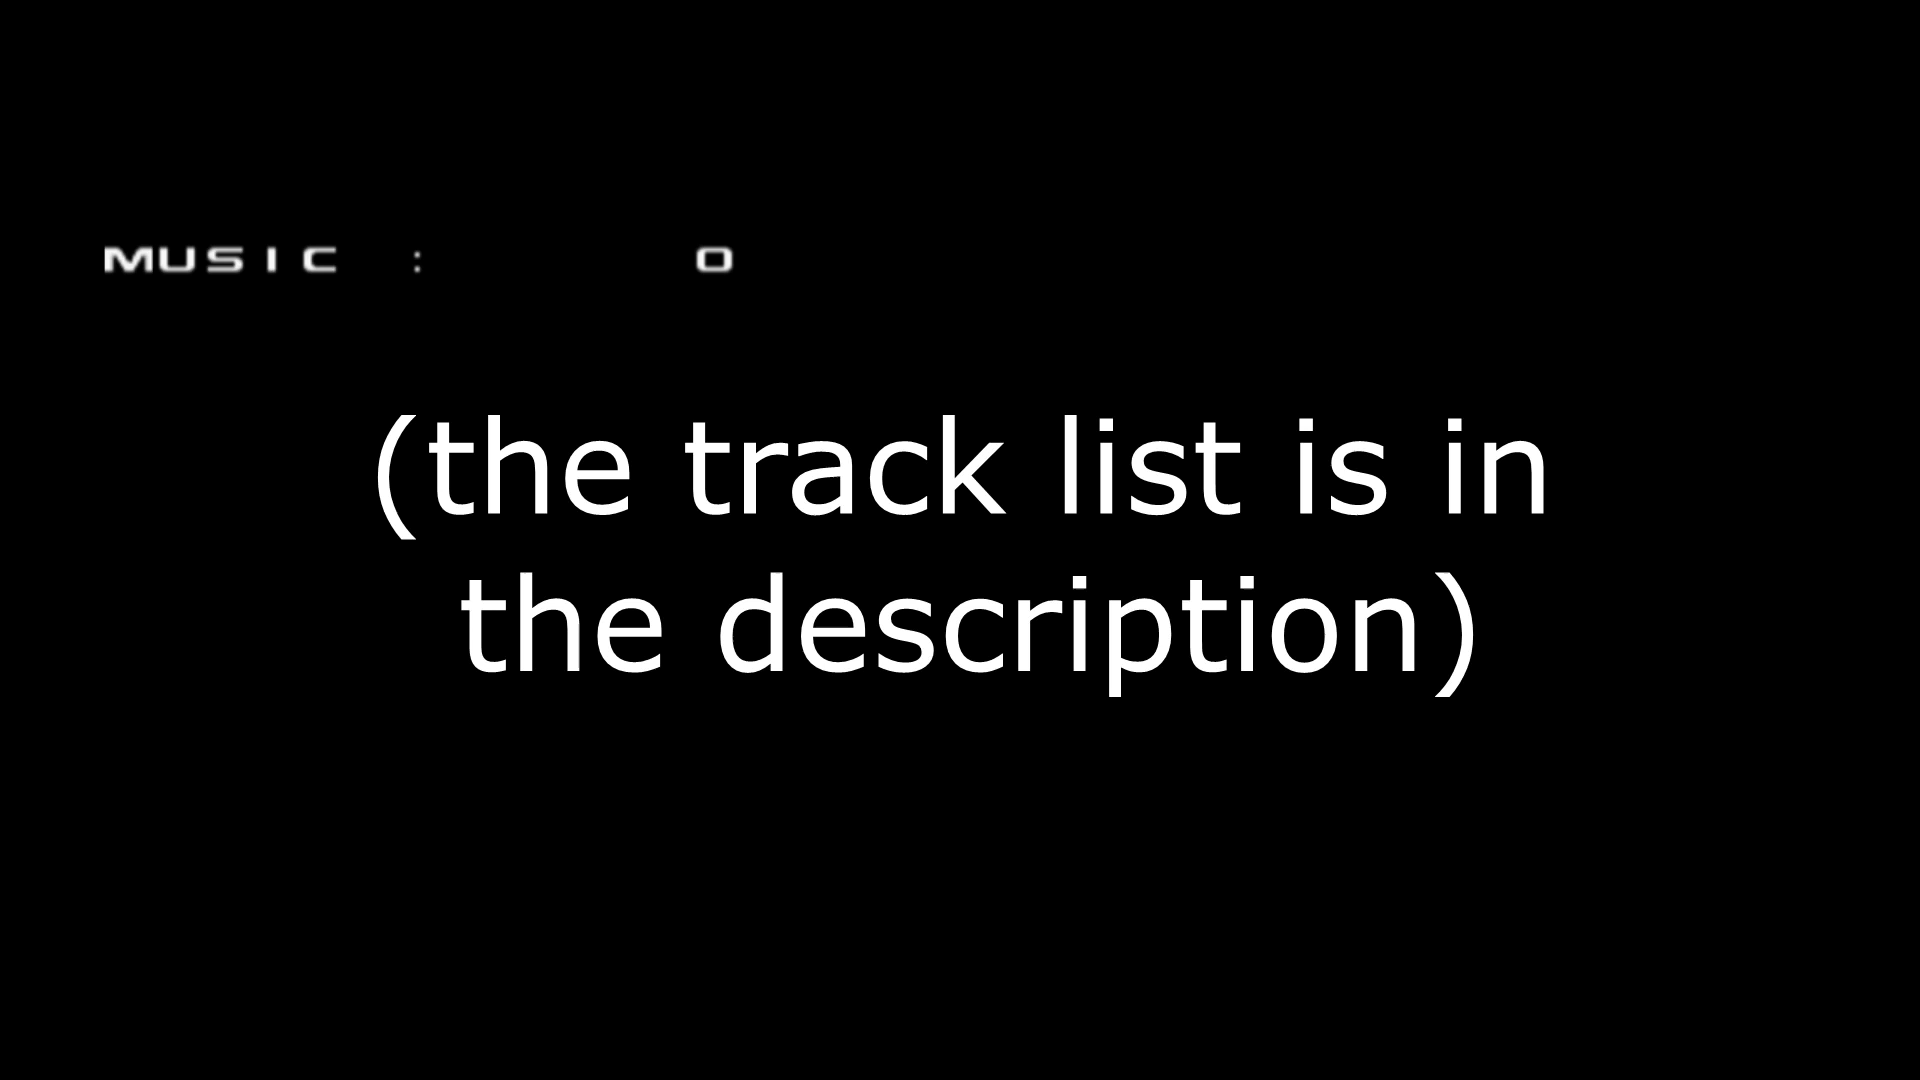 MUSIC : 0
(the track list is in
the description)